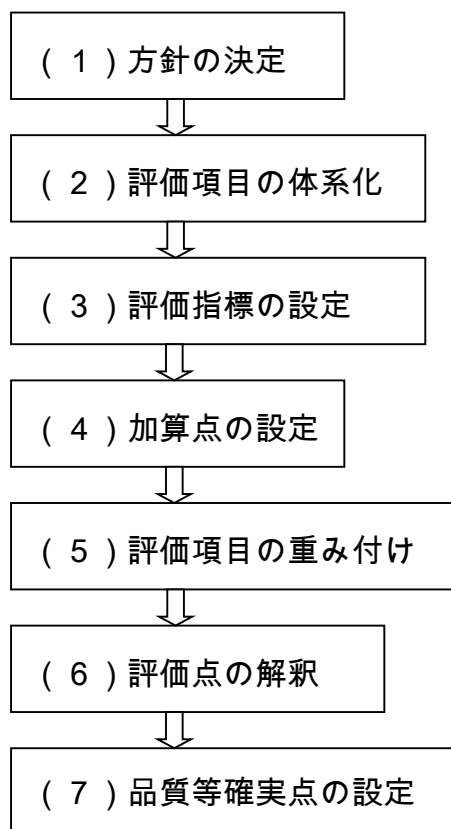 (1)方針の決定
(2)評価項目の体系化
(3)評価指標の設定
(4)加算点の設定
(5)評価項目の重み付け
(6)評価点の解釈
(7)品質等確実点の設定